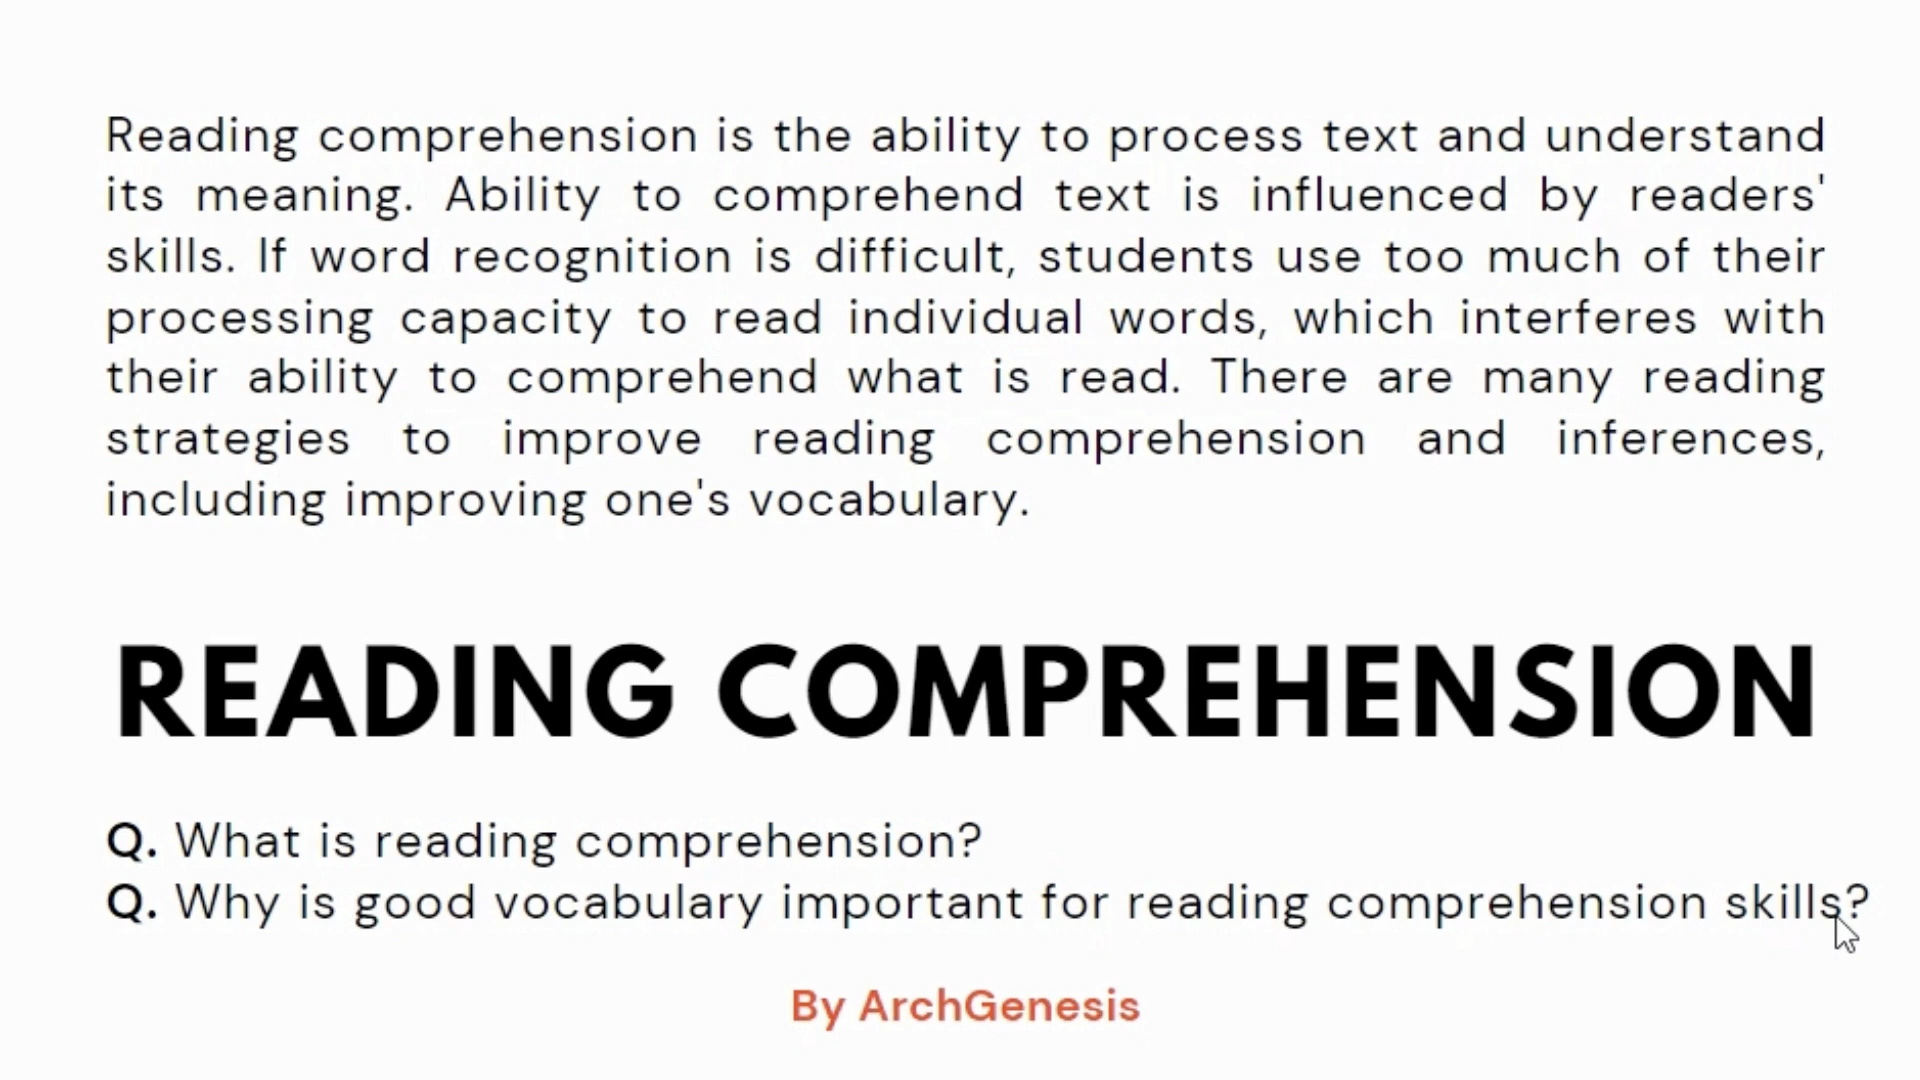 Reading comprehension is the ability to process text and understand
its meaning. Ability to comprehend text is influenced by readers'
skills. If word recognition is difficult, students use too much of their
processing capacity to read individual words, which interferes with
their ability to comprehend what is read. There are many reading
strategies to improve reading comprehension and inferences,
including improving one's vocabulary.
READING COMPREHENSION
Q. What is reading comprehension?
Q. Why is good vocabulary important for reading comprehension skills?
By ArchGenesis